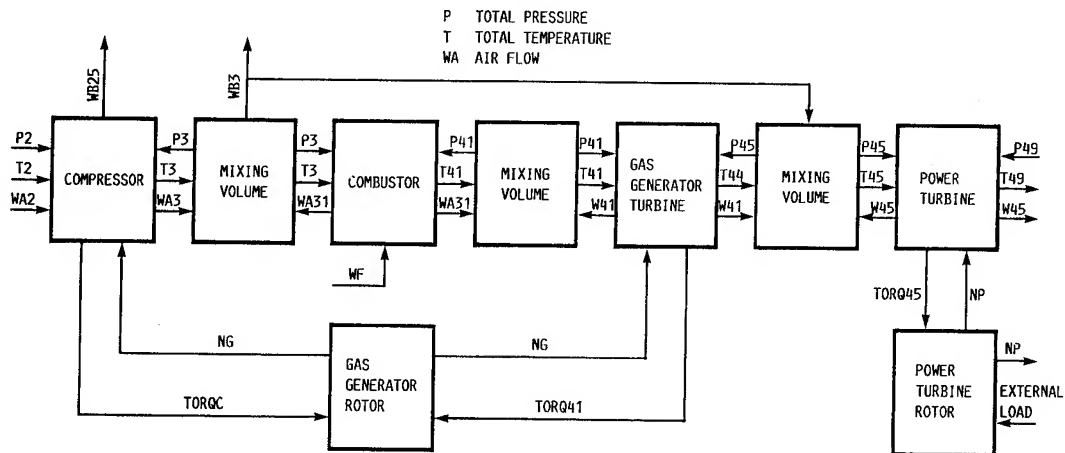 P TOTAL PRESSURE
T TOTAL TEMPERATURE
WA AIR FLOW
WB25
WB3
P2
T2
WA2
COMPRESSOR
P3
T3
WA3
MIXING
VOLUME
P3
T3
WA31
COMBUSTOR
P41
T41
WA31
MIXING
VOLUME
P41
T41
W41
GAS
GENERATOR
TURBINE
P45
T44
W41
MIXING
VOLUME
P45
T45
W45
POWER
TURBINE
P49
T49
W45
WF
TORQ45
NP
NG
GAS
GENERATOR
ROTOR
NG
TORQC
TORQ41
POWER
TURBINE
ROTOR
NP
EXTERNAL
LOAD